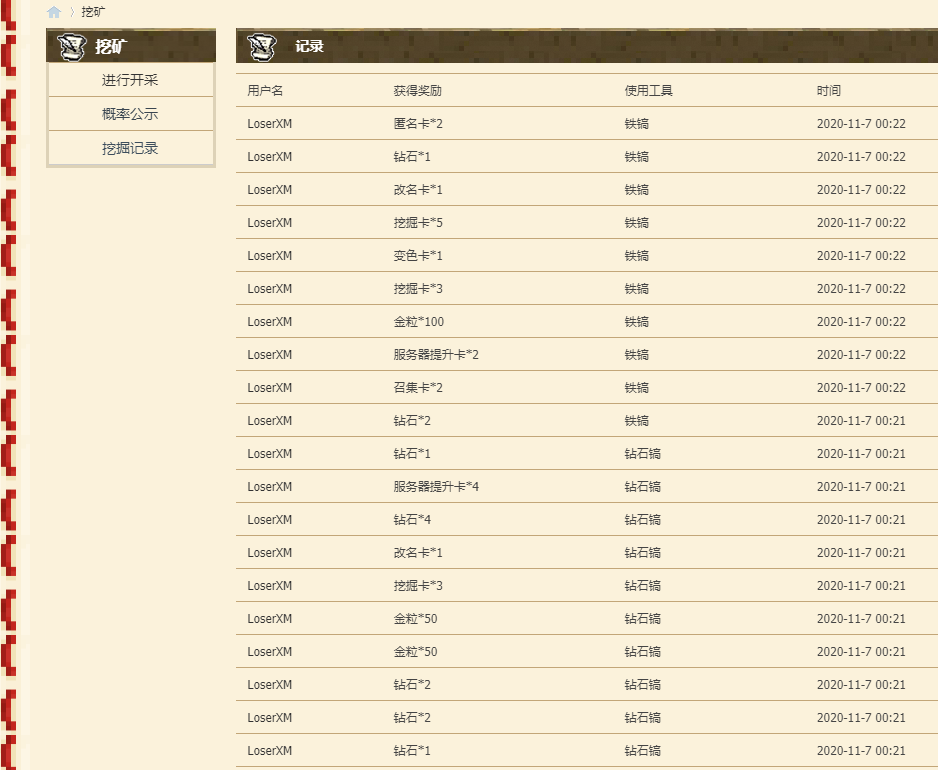 〉挖矿
挖矿
进行开采
概率公示
挖掘记录
记录
用户名 获得奖励 使用工具 时间
LoserXM 匿名卡*2 铁镐 2020-11-7 00:22
LoserXM 钻石*1 铁镐 2020-11-7 00:22
LoserXM 改名卡*1 铁镐 2020-11-7 00:22
LoserXM 挖掘卡*5 铁镐 2020-11-7 00:22
LoserXM 变色卡*1 铁镐 2020-11-7 00:22
LoserXM 挖掘卡*3 铁镐 2020-11-7 00:22
LoserXM 金粒*100 铁镐 2020-11-7 00:22
LoserXM 服务器提升卡*2 铁镐 2020-11-7 00:22
LoserXM 召集卡*2 铁镐 2020-11-7 00:22
LoserXM 钻石*2 铁镐 2020-11-7 00:21
LoserXM 钻石*1 钻石镐 2020-11-7 00:21
LoserXM 服务器提升卡*4 钻石镐 2020-11-7 00:21
LoserXM 钻石*4 钻石镐 2020-11-7 00:21
LoserXM 改名卡*1 钻石镐 2020-11-7 00:21
LoserXM 挖掘卡*3 钻石镐 2020-11-7 00:21
LoserXM 金粒*50 钻石镐 2020-11-7 00:21
LoserXM 金粒*50 钻石镐 2020-11-7 00:21
LoserXM 钻石*2 钻石镐 2020-11-7 00:21
LoserXM 钻石*2 钻石镐 2020-11-7 00:21
LoserXM 钻石*1 钻石镐 2020-11-7 00:21